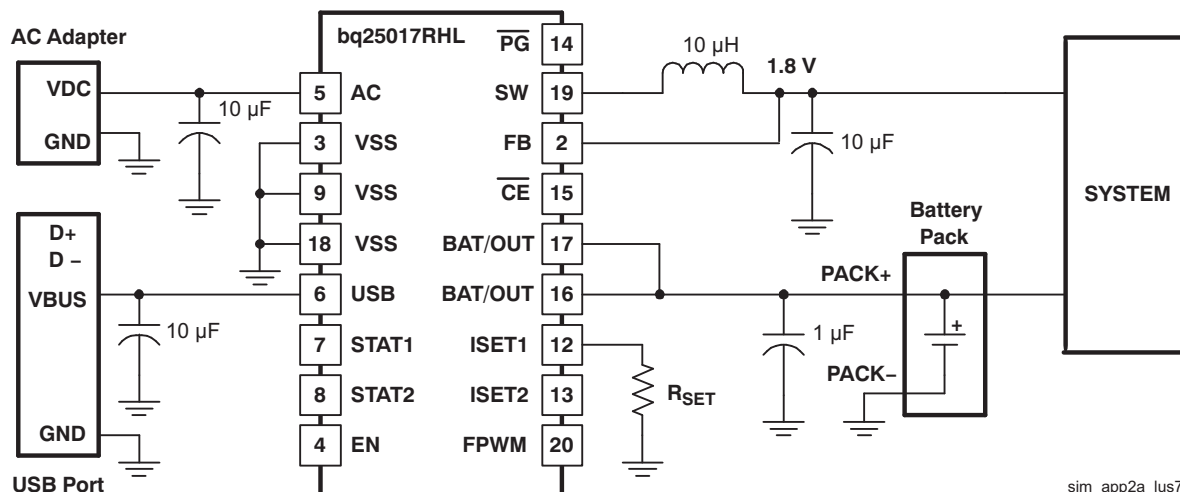 AC Adapter
VDC
GND
10 µF
D+
D −
VBUS
GND
USB Port
10 µF
bq25017RHL
5 AC
3 VSS
9 VSS
18 VSS
6 USB
7 STAT1
8 STAT2
4 EN
PG 14
SW 19
FB 2
CE 15
BAT/OUT 17
BAT/OUT 16
ISET1 12
ISET2 13
FPWM 20
10 µH
1.8 V
10 µF
RSET
1 µF
Battery
Pack
PACK+
+
PACK−
SYSTEM